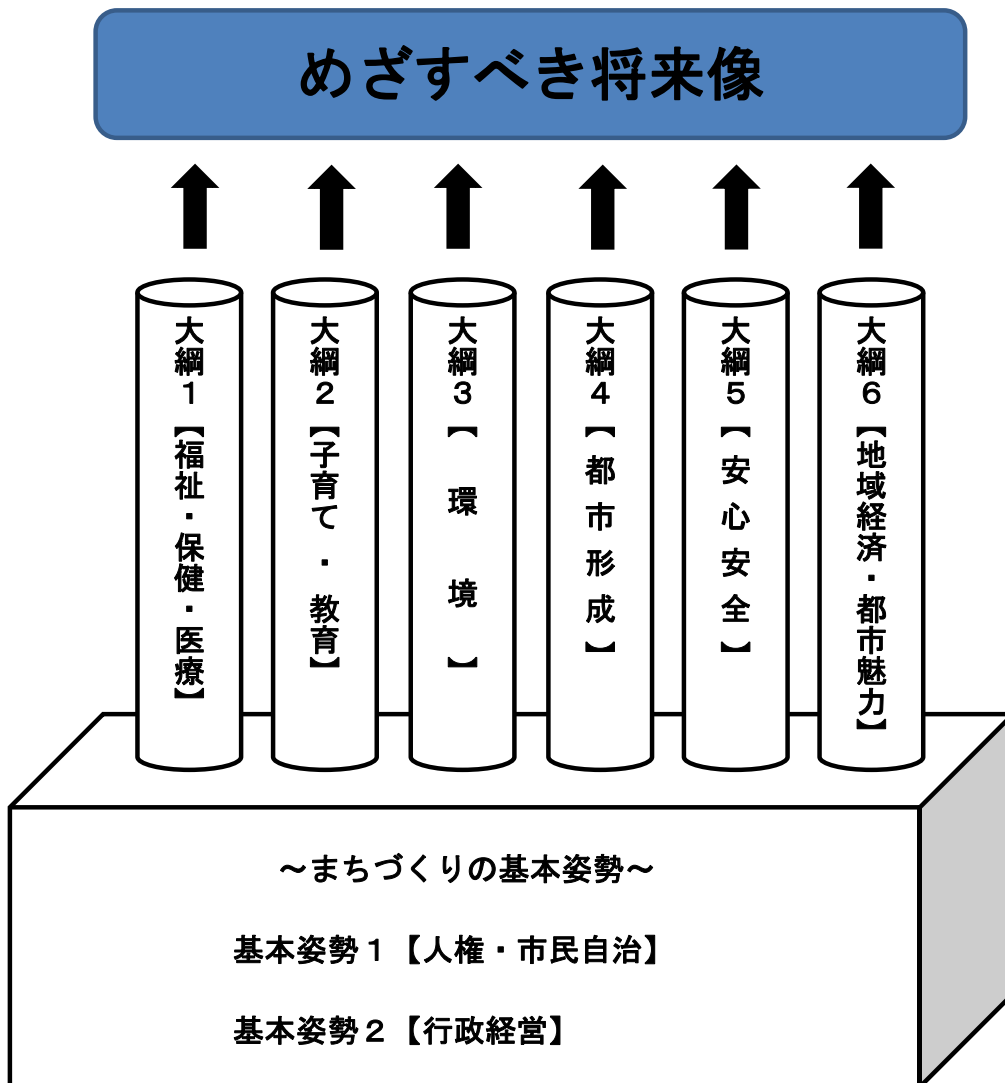 めざすべき将来像
大綱１【福祉・保健・医療】
大綱２【子育て・教育】
大綱３【環境】
大綱４【都市形成】
大綱５【安心安全】
大綱６【地域経済・都市魅力】
～まちづくりの基本姿勢～
基本姿勢１【人権・市民自治】
基本姿勢２【行政経営】